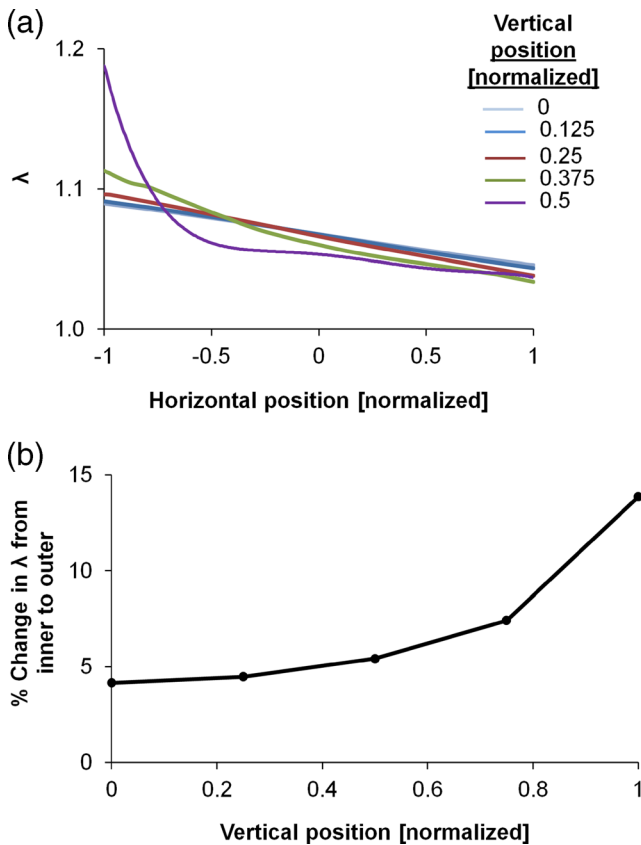 (a)
Vertical
position
[normalized]
0
0.125
0.25
0.375
0.5
1.2
1.1
1.0
λ
-1
-0.5
0
0.5
1
Horizontal position [normalized]
(b)
% Change in λ from
inner to outer
15
10
5
0
0
0.2
0.4
0.6
0.8
1
Vertical position [normalized]